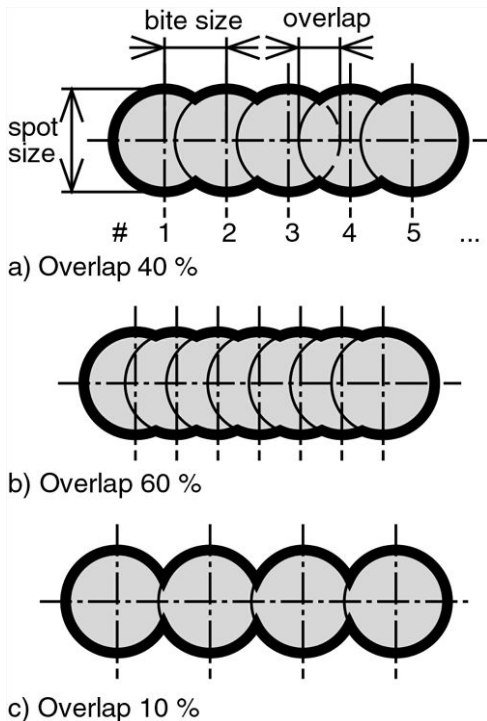 bite size overlap
spot
size
# 1 2 3 4 5 ...
a) Overlap 40 %
b) Overlap 60 %
c) Overlap 10 %